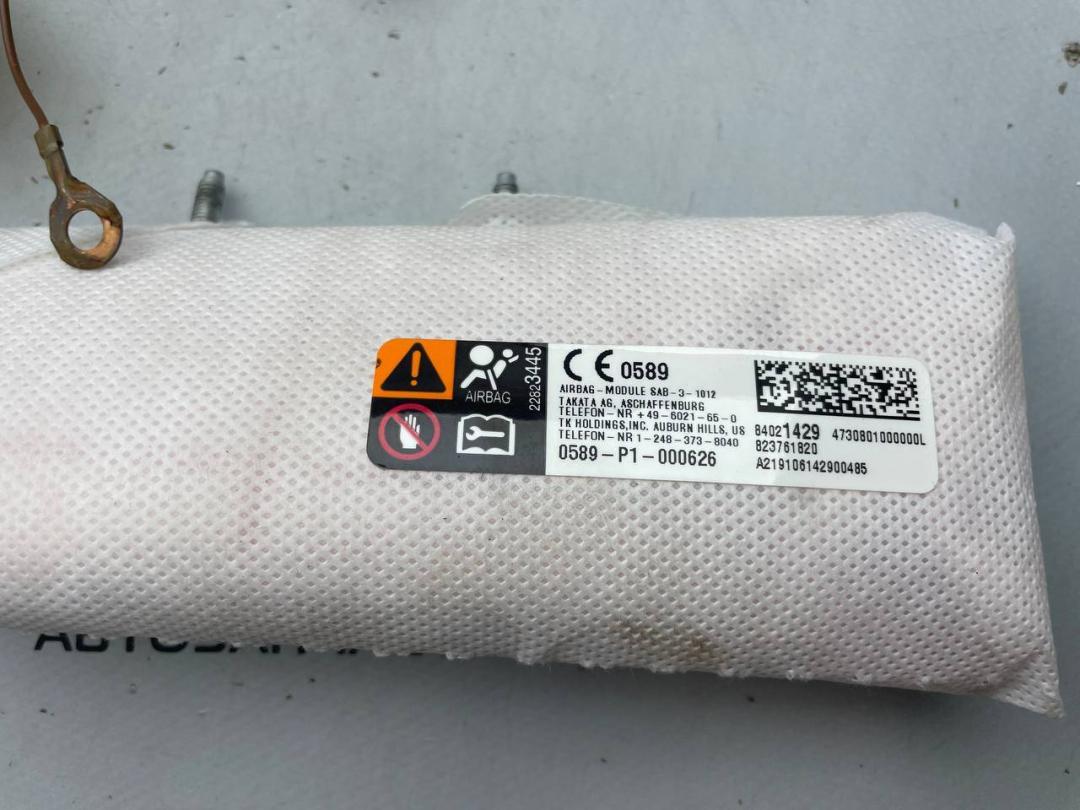 AIRBAG
22823445
CE 0589
AIRBAG-MODULE SAB-3-1012
TAKATA AG, ASCHAFFENBURG
TELEFON-NR +49-6021-65-0
TK HOLDINGS,INC. AUBURN HILLS, US
TELEFON-NR 1-248-373-8040
0589-P1-000626
84021429 4730801000000L
823761820
A219106142900485